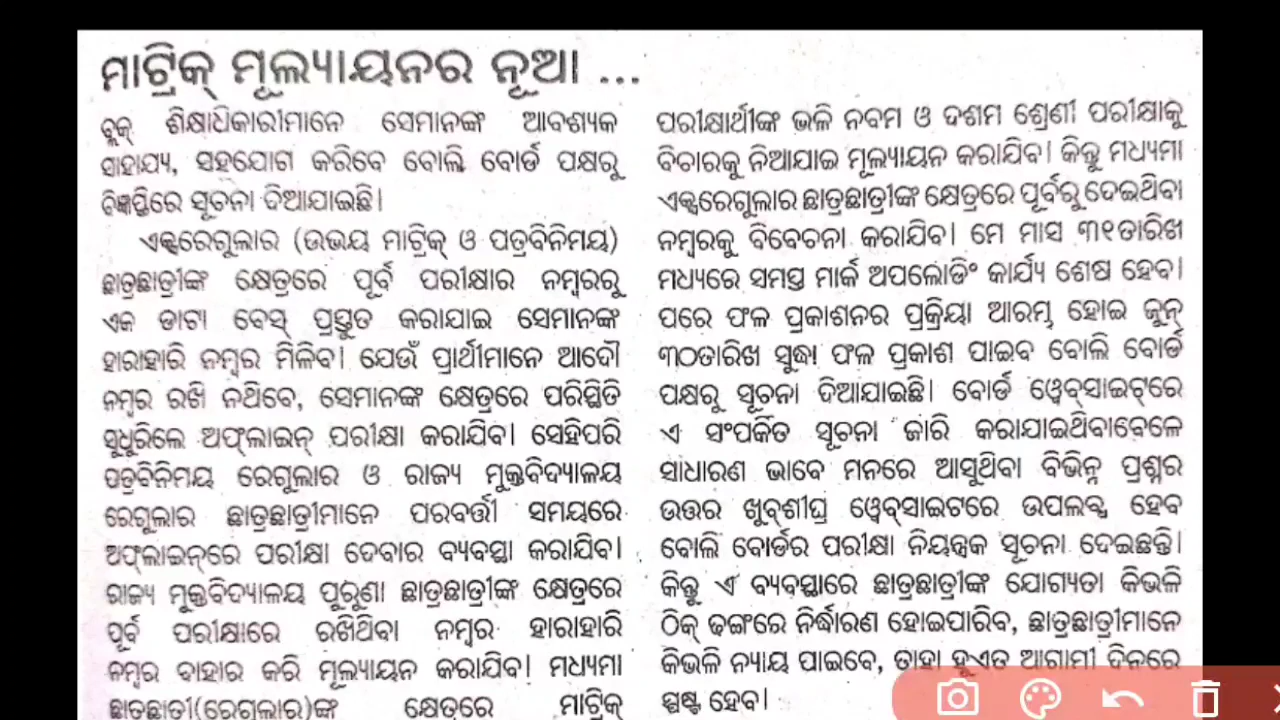 ମାଟ୍ରିକ୍ ମୂଲ୍ୟାୟନର ନୂଆ ...
ବ୍ଲକ୍ ଶିକ୍ଷାଧିକାରୀମାନେ ସେମାନଙ୍କ ଆବଶ୍ୟକ
ସାହାଯ୍ୟ, ସହଯୋଗ କରିବେ ବୋଲି ବୋର୍ଡ ପକ୍ଷରୁ
ବିଜ୍ଞପ୍ତିରେ ସୂଚନା ଦିଆଯାଇଛି।
ଏକ୍ସରେଗୁଲାର (ଉଭୟ ମାଟ୍ରିକ୍ ଓ ପତ୍ରବିନିମୟ)
ଛାତ୍ରଛାତ୍ରୀଙ୍କ କ୍ଷେତ୍ରରେ ପୂର୍ବ ପରୀକ୍ଷାର ନମ୍ବରରୁ
ଏକ ଡାଟା ବେସ୍ ପ୍ରସ୍ତୁତ କରାଯାଇ ସେମାନଙ୍କ
ହାରାହାରି ନମ୍ବର ମିଳିବ। ଯେଉଁ ପ୍ରାର୍ଥୀମାନେ ଆଦୌ
ନମ୍ବର ରଖି ନଥିବେ, ସେମାନଙ୍କ କ୍ଷେତ୍ରରେ ପରିସ୍ଥିତି
ସୁଧୁରିଲେ ଅଫ୍‌ଲାଇନ୍ ପରୀକ୍ଷା କରାଯିବ। ସେହିପରି
ପତ୍ରବିନିମୟ ରେଗୁଲାର ଓ ରାଜ୍ୟ ମୁକ୍ତବିଦ୍ୟାଳୟ
ରେଗୁଲାର ଛାତ୍ରଛାତ୍ରୀମାନେ ପରବର୍ତ୍ତୀ ସମୟରେ
ଅଫ୍‌ଲାଇନ୍‌ରେ ପରୀକ୍ଷା ଦେବାର ବ୍ୟବସ୍ଥା କରାଯିବ।
ରାଜ୍ୟ ମୁକ୍ତବିଦ୍ୟାଳୟ ପୁରୁଣା ଛାତ୍ରଛାତ୍ରୀଙ୍କ କ୍ଷେତ୍ରରେ
ପୂର୍ବ ପରୀକ୍ଷାରେ ରଖିଥିବା ନମ୍ବର ହାରାହାରି
ନମ୍ବର ବାହାର କରି ମୂଲ୍ୟାୟନ କରାଯିବ। ମଧ୍ୟମା
ଛାତ୍ରଛାତ୍ରୀ(ରେଗୁଲାର)ଙ୍କ କ୍ଷେତ୍ରରେ ମାଟ୍ରିକ୍
ପରୀକ୍ଷାର୍ଥୀଙ୍କ ଭଳି ନବମ ଓ ଦଶମ ଶ୍ରେଣୀ ପରୀକ୍ଷାକୁ
ବିଚାରକୁ ନିଆଯାଇ ମୂଲ୍ୟାୟନ କରାଯିବ। କିନ୍ତୁ ମଧ୍ୟମା
ଏକ୍ସରେଗୁଲାର ଛାତ୍ରଛାତ୍ରୀଙ୍କ କ୍ଷେତ୍ରରେ ପୂର୍ବରୁ ଦେଇଥିବା
ନମ୍ବରକୁ ବିବେଚନା କରାଯିବ। ମେ ମାସ ୩୧ତାରିଖ
ମଧ୍ୟରେ ସମସ୍ତ ମାର୍କ ଅପଲୋଡିଂ କାର୍ଯ୍ୟ ଶେଷ ହେବ।
ପରେ ଫଳ ପ୍ରକାଶନର ପ୍ରକ୍ରିୟା ଆରମ୍ଭ ହୋଇ ଜୁନ୍
୩୦ତାରିଖ ସୁଦ୍ଧା ଫଳ ପ୍ରକାଶ ପାଇବ ବୋଲି ବୋର୍ଡ
ପକ୍ଷରୁ ସୂଚନା ଦିଆଯାଇଛି। ବୋର୍ଡ ୱେବ୍‌ସାଇଟ୍‌ରେ
ଏ ସଂପର୍କିତ ସୂଚନା ଜାରି କରାଯାଇଥିବାବେଳେ
ସାଧାରଣ ଭାବେ ମନରେ ଆସୁଥିବା ବିଭିନ୍ନ ପ୍ରଶ୍ନର
ଉତ୍ତର ଖୁବ୍‌ଶୀଘ୍ର ୱେବ୍‌ସାଇଟରେ ଉପଲବ୍ଧ ହେବ
ବୋଲି ବୋର୍ଡର ପରୀକ୍ଷା ନିୟନ୍ତ୍ରକ ସୂଚନା ଦେଇଛନ୍ତି।
କିନ୍ତୁ ଏ ବ୍ୟବସ୍ଥାରେ ଛାତ୍ରଛାତ୍ରୀଙ୍କ ଯୋଗ୍ୟତା କିଭଳି
ଠିକ୍ ଢଙ୍ଗରେ ନିର୍ଦ୍ଧାରଣ ହୋଇପାରିବ, ଛାତ୍ରଛାତ୍ରୀମାନେ
କିଭଳି ନ୍ୟାୟ ପାଇବେ, ତାହା ହୁଏତ ଆଗାମୀ ଦିନରେ
ସ୍ପଷ୍ଟ ହେବ।